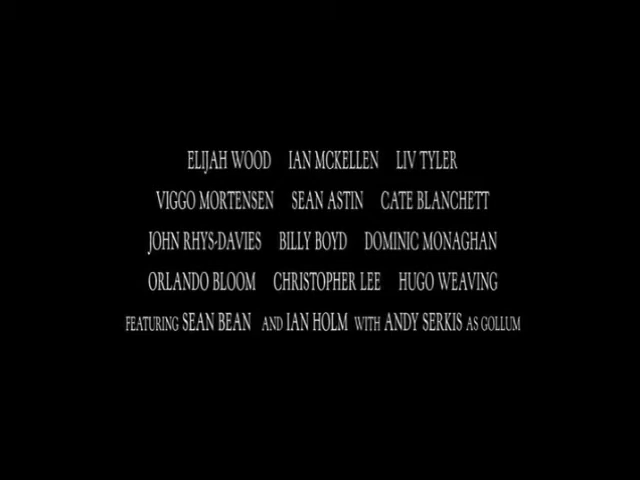 ELIJAH WOOD IAN MCKELLEN LIV TYLER
VIGGO MORTENSEN SEAN ASTIN CATE BLANCHETT
JOHN RHYS-DAVIES BILLY BOYD DOMINIC MONAGHAN
ORLANDO BLOOM CHRISTOPHER LEE HUGO WEAVING
FEATURING SEAN BEAN AND IAN HOLM WITH ANDY SERKIS AS GOLLUM